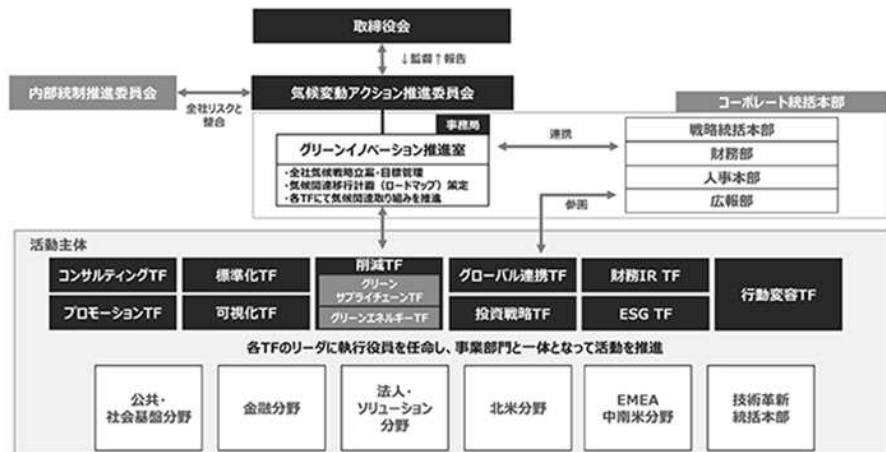 取締役会
↓監督↑報告
内部統制推進委員会
気候変動アクション推進委員会
全社リスクと
整合
コーポレート統括本部
事務局
グリーンイノベーション推進室
・全社気候戦略立案・目標管理
・気候関連移行計画（ロードマップ）策定
・各TFにて気候関連取り組みを推進
連携
戦略統括本部
財務部
人事本部
広報部
参画
活動主体
コンサルティングTF
標準化TF
削減TF
グリーン
サプライチェーンTF
グリーンエネルギーTF
グローバル連携TF
財務IR TF
行動変容TF
プロモーションTF
可視化TF
投資戦略TF
ESG TF
各TFのリーダに執行役員を任命し、事業部門と一体となって活動を推進
公共・
社会基盤分野
金融分野
法人・
ソリューション
分野
北米分野
EMEA
中南米分野
技術革新
統括本部